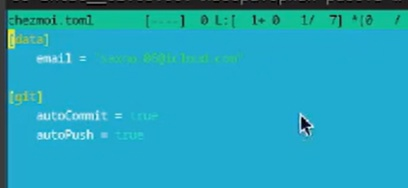 chezmoi.toml [----] 0 L:[ 1+ 0 1/ 7] *(0 /
[data]
email =
[git]
autoCommit = true
autoPush = true